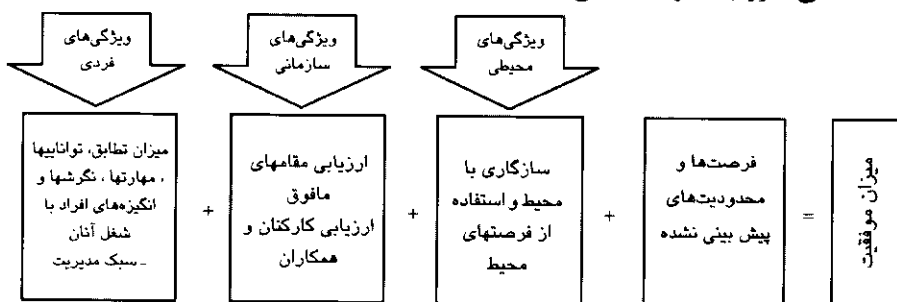 ویژگی‌های
فردی
ویژگی‌های
سازمانی
ویژگی‌های
محیطی
میزان تطابق، تواناییها
، مهارتها ، نگرشها و
انگیزه‌های افراد با
شغل آنان
ـ سبک مدیریت
+
ارزیابی مقامهای
مافوق
ارزیابی کارکنان و
همکاران
+
سازگاری با
محیط و استفاده
از فرصتهای
محیط
+
فرصت‌ها و
محدودیت‌های
پیش بینی نشده
=
میزان موفقیت